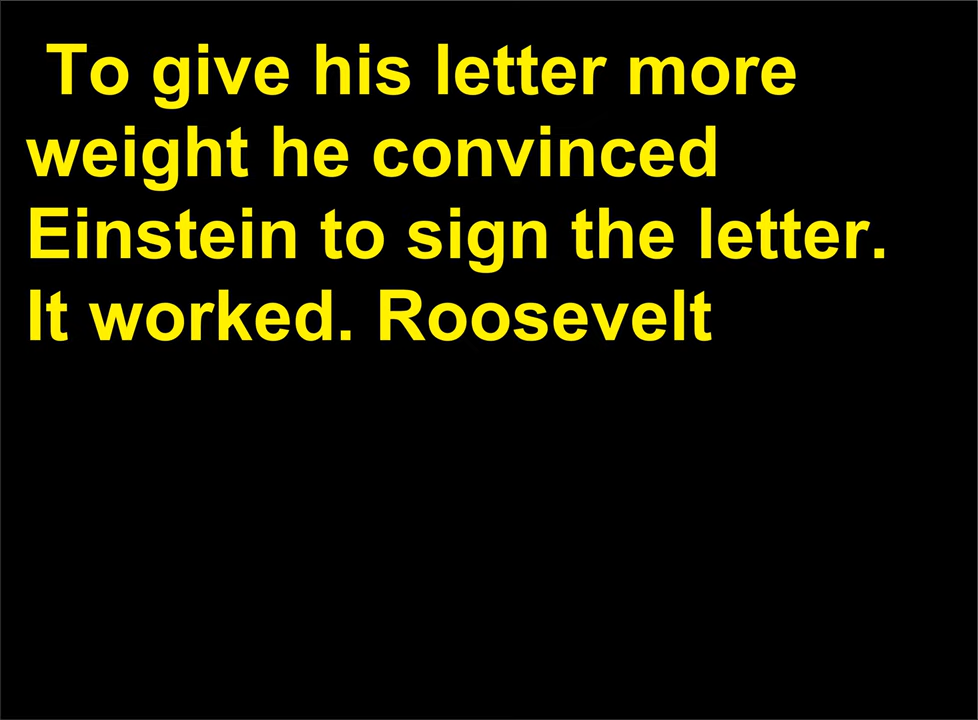 To give his letter more
weight he convinced
Einstein to sign the letter.
It worked. Roosevelt